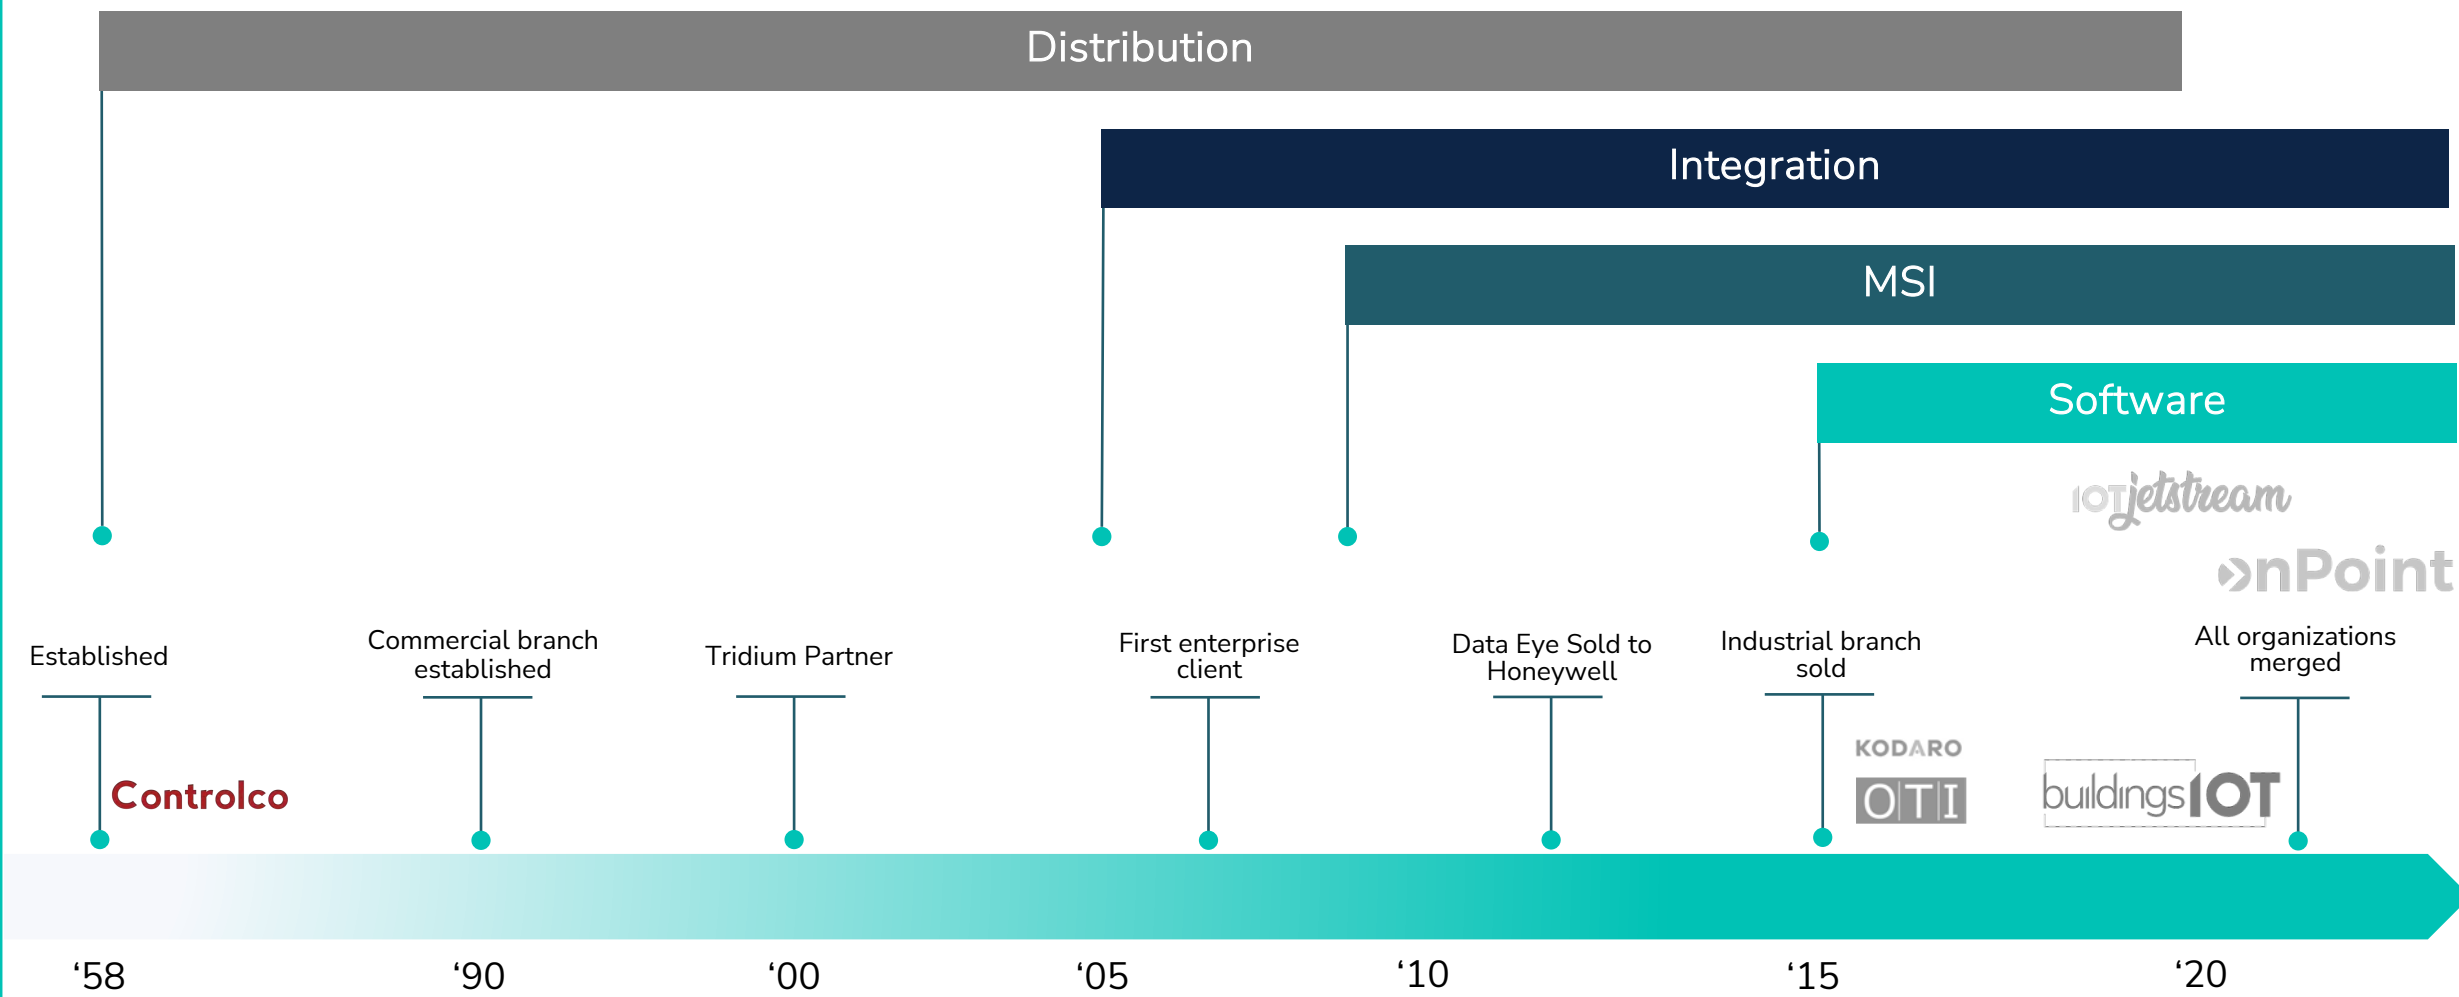 Distribution
Integration
MSI
Software
IOTjetstream
onPoint
Established
Commercial branch
established
Tridium Partner
First enterprise
client
Data Eye Sold to
Honeywell
Industrial branch
sold
All organizations
merged
Controlco
KODARO
OTI
buildingsIOT
‘58
‘90
‘00
‘05
‘10
‘15
‘20